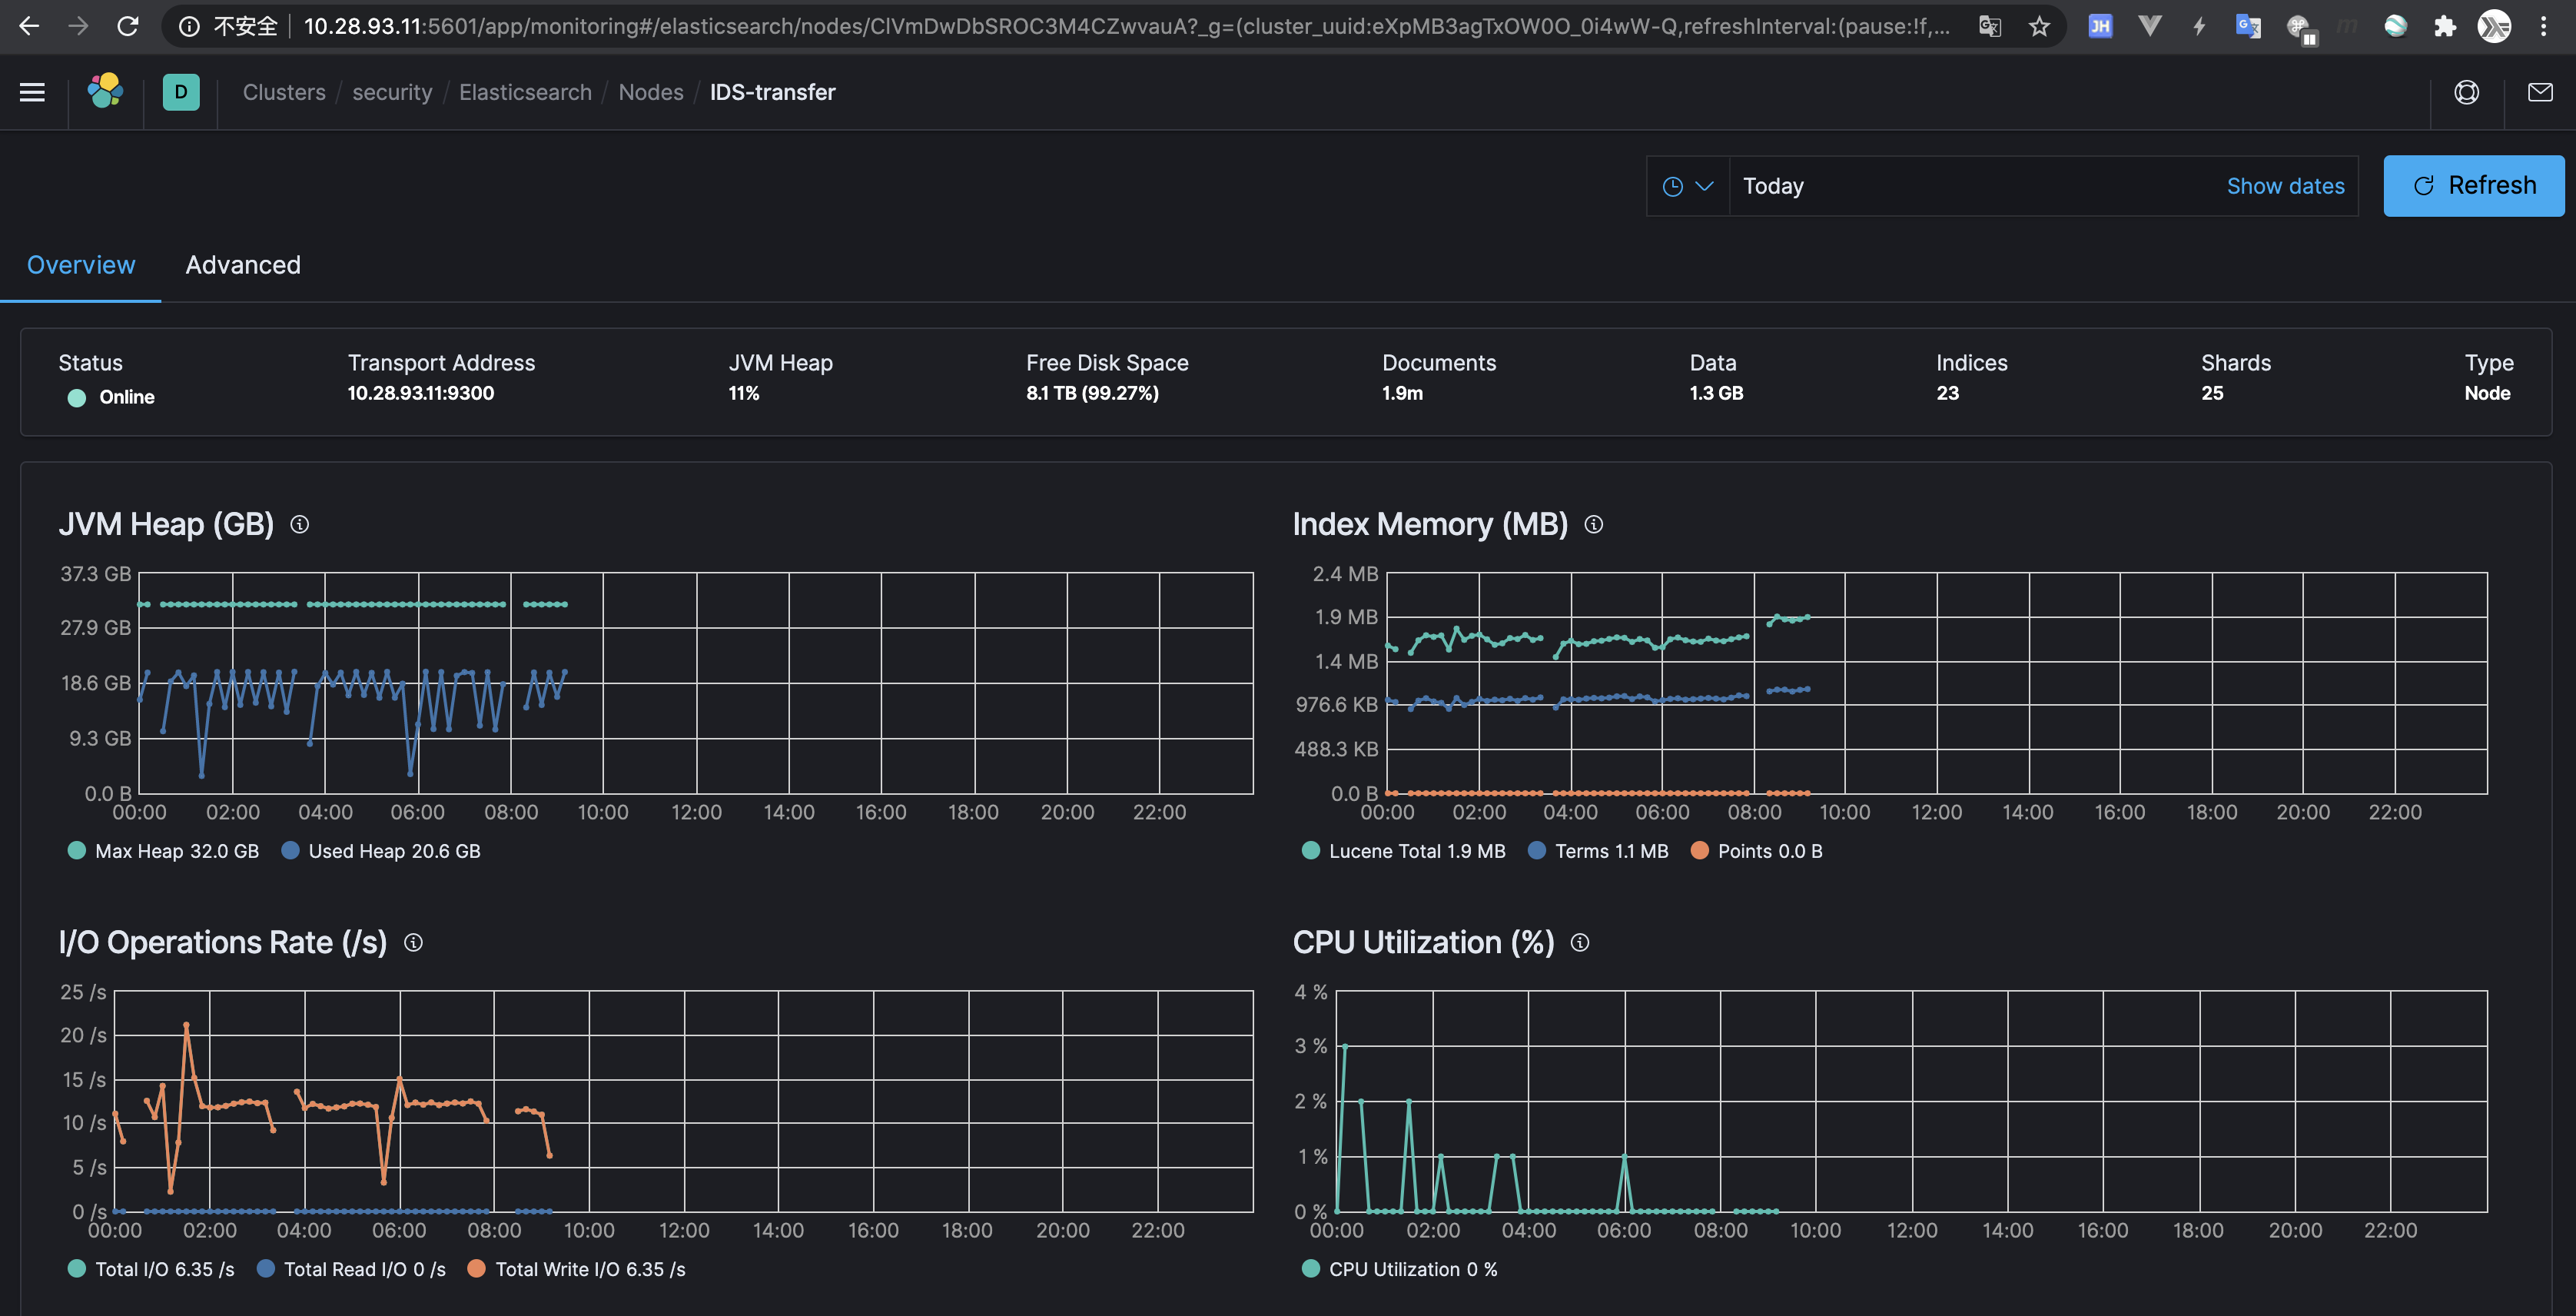 不安全 10.28.93.11:5601/app/monitoring#/elasticsearch/nodes/ClVmDwDbSROC3M4CZwvauA?_g=(cluster_uuid:eXpMB3agTxOW0O_0i4wW-Q,refreshInterval:(pause:!f,... JH
D Clusters / security / Elasticsearch / Nodes / IDS-transfer
Today Show dates Refresh
Overview Advanced
Status Transport Address JVM Heap Free Disk Space Documents Data Indices Shards Type
Online 10.28.93.11:9300 11% 8.1 TB (99.27%) 1.9m 1.3 GB 23 25 Node
JVM Heap (GB)
37.3 GB
27.9 GB
18.6 GB
9.3 GB
0.0 B
00:00 02:00 04:00 06:00 08:00 10:00 12:00 14:00 16:00 18:00 20:00 22:00
Max Heap 32.0 GB Used Heap 20.6 GB
Index Memory (MB)
2.4 MB
1.9 MB
1.4 MB
976.6 KB
488.3 KB
0.0 B
00:00 02:00 04:00 06:00 08:00 10:00 12:00 14:00 16:00 18:00 20:00 22:00
Lucene Total 1.9 MB Terms 1.1 MB Points 0.0 B
I/O Operations Rate (/s)
25 /s
20 /s
15 /s
10 /s
5 /s
0 /s
00:00 02:00 04:00 06:00 08:00 10:00 12:00 14:00 16:00 18:00 20:00 22:00
Total I/O 6.35 /s Total Read I/O 0 /s Total Write I/O 6.35 /s
CPU Utilization (%)
4 %
3 %
2 %
1 %
0 %
00:00 02:00 04:00 06:00 08:00 10:00 12:00 14:00 16:00 18:00 20:00 22:00
CPU Utilization 0 %